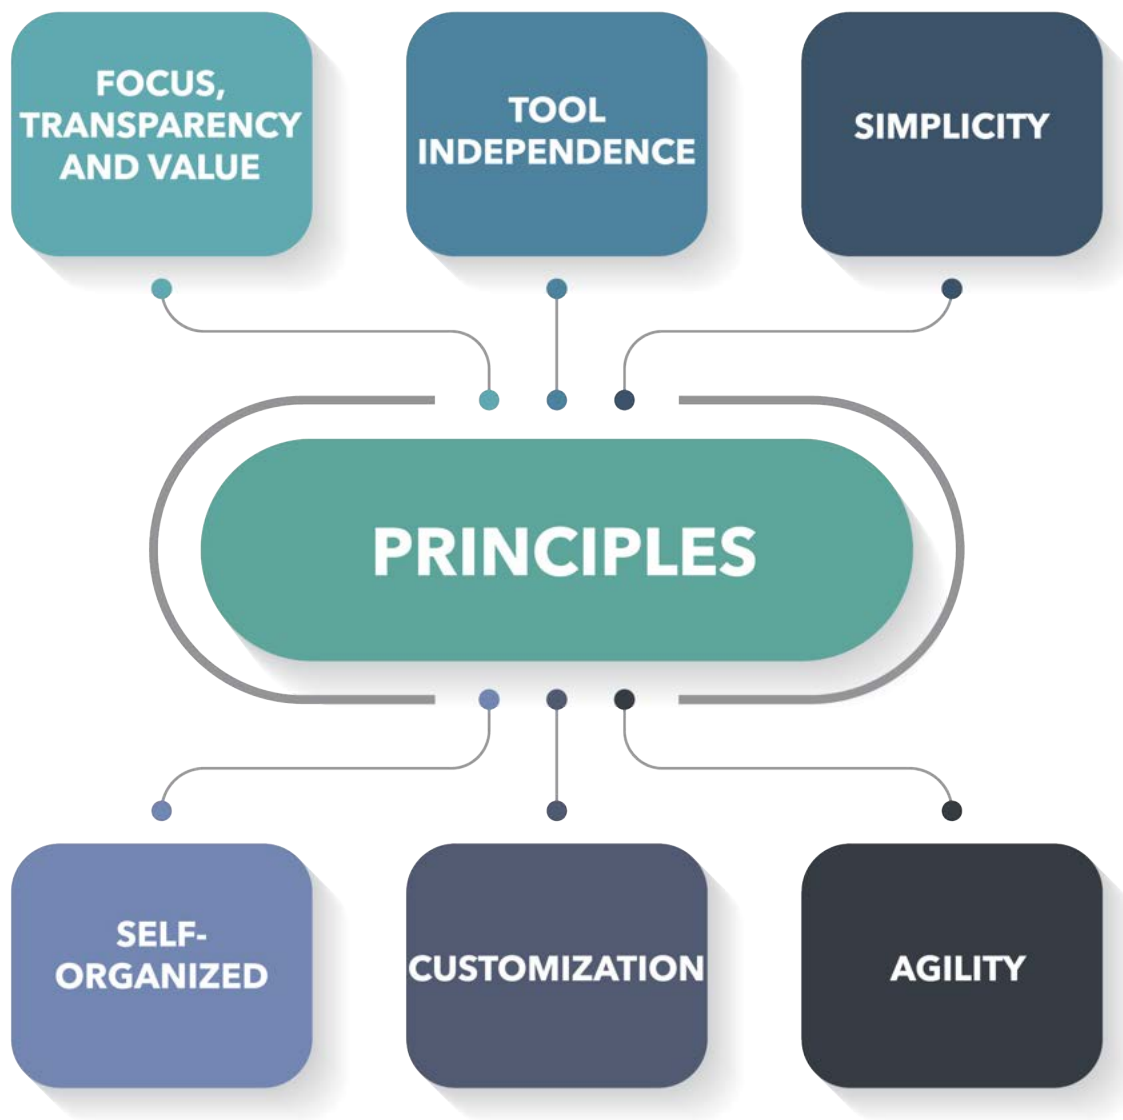 FOCUS,
TRANSPARENCY
AND VALUE
TOOL
INDEPENDENCE
SIMPLICITY
PRINCIPLES
SELF-
ORGANIZED
CUSTOMIZATION
AGILITY